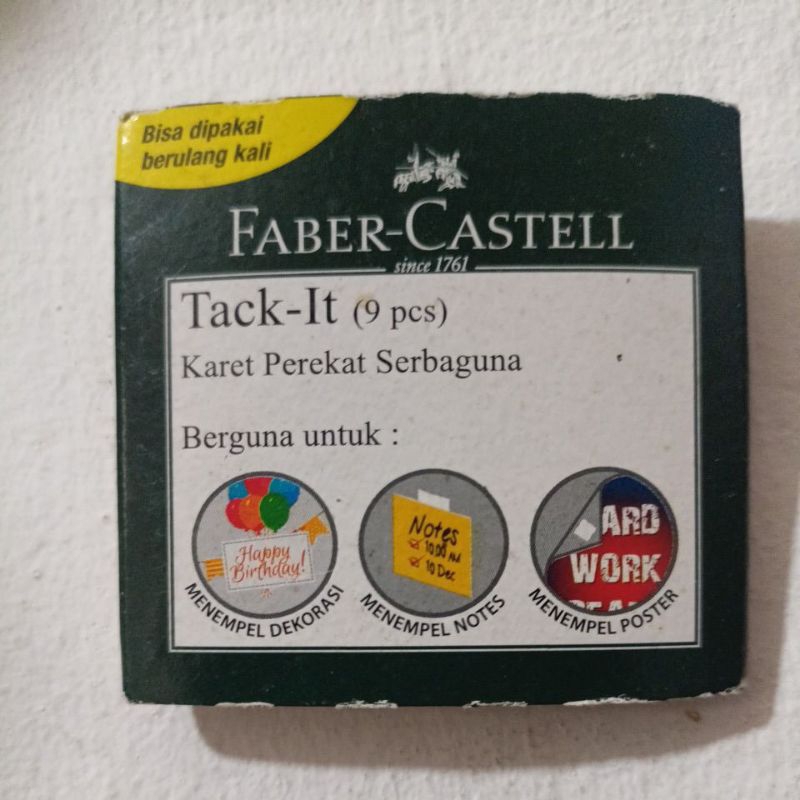 Bisa dipakai
berulang kali
FABER-CASTELL
since 1761
Tack-It (9 pcs)
Karet Perekat Serbaguna
Berguna untuk :
Happy
Birthday!
MENEMPEL DEKORASI
Notes
10.00 AM
10 Dec
MENEMPEL NOTES
ARD
WORK
MENEMPEL POSTER